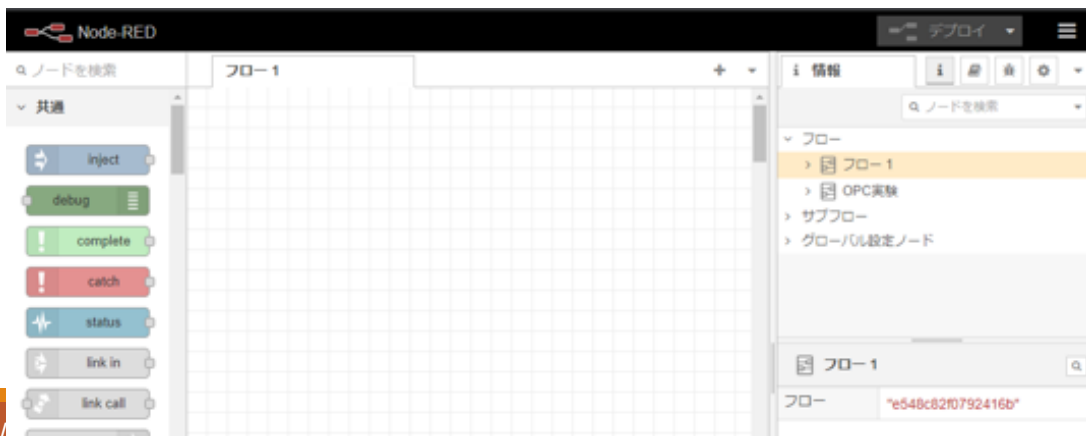 Node-RED
デプロイ
ノードを検索
フロー 1
情報
共通
ノードを検索
inject
debug
complete
catch
status
link in
link call
フロー
フロー 1
OPC実験
サブフロー
グローバル設定ノード
フロー 1
フロー
"e548c82f0792416b"